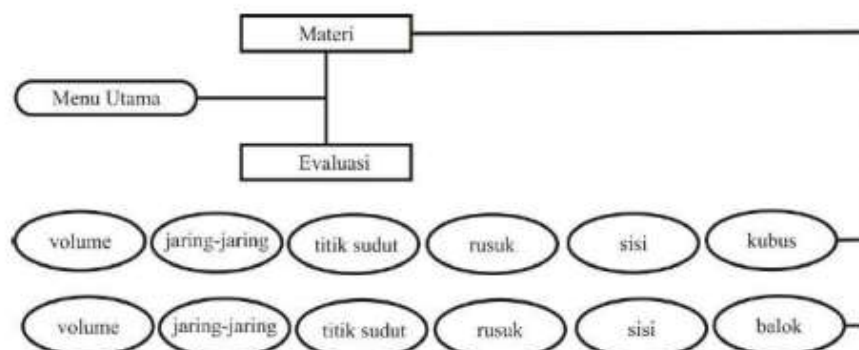 Materi
Menu Utama
Evaluasi
volume jaring-jaring titik sudut rusuk sisi kubus
volume jaring-jaring titik sudut rusuk sisi balok